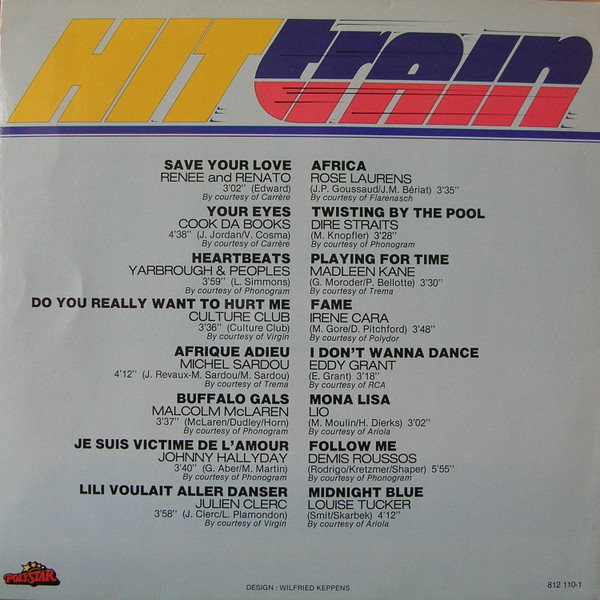 HIT train
SAVE YOUR LOVE
RENEE and RENATO
3'02" (Edward)
By courtesy of Carrère
YOUR EYES
COOK DA BOOKS
4'38" (J. Jordan/V. Cosma)
By courtesy of Carrère
HEARTBEATS
YARBROUGH & PEOPLES
3'59" (L. Simmons)
By courtesy of Phonogram
DO YOU REALLY WANT TO HURT ME
CULTURE CLUB
3'36" (Culture Club)
By courtesy of Virgin
AFRIQUE ADIEU
MICHEL SARDOU
4'12" (J. Revaux-M. Sardou/M. Sardou)
By courtesy of Trema
BUFFALO GALS
MALCOLM McLAREN
3'37" (McLaren/Dudley/Horn)
By courtesy of Phonogram
JE SUIS VICTIME DE L'AMOUR
JOHNNY HALLYDAY
3'40" (G. Aber/M. Martin)
By courtesy of Phonogram
LILI VOULAIT ALLER DANSER
JULIEN CLERC
3'58" (J. Clerc/L. Plamondon)
By courtesy of Virgin
AFRICA
ROSE LAURENS
(J.P. Goussaud/J.M. Bériat) 3'35"
By courtesy of Flarenasch
TWISTING BY THE POOL
DIRE STRAITS
(M. Knopfler) 3'28"
By courtesy of Phonogram
PLAYING FOR TIME
MADLEEN KANE
(G. Moroder/P. Bellotte) 3'30"
By courtesy of Trema
FAME
IRENE CARA
(M. Gore/D. Pitchford) 3'48"
By courtesy of Polydor
I DON'T WANNA DANCE
EDDY GRANT
(E. Grant) 3'18"
By courtesy of RCA
MONA LISA
LIO
(M. Moulin/H. Dierks) 3'02"
By courtesy of Ariola
FOLLOW ME
DEMIS ROUSSOS
(Rodrigo/Kretzmer/Shaper) 5'55"
By courtesy of Phonogram
MIDNIGHT BLUE
LOUISE TUCKER
(Smit/Skarbek) 4'12"
By courtesy of Ariola
POLYSTAR
DESIGN : WILFRIED KEPPENS
812 110-1